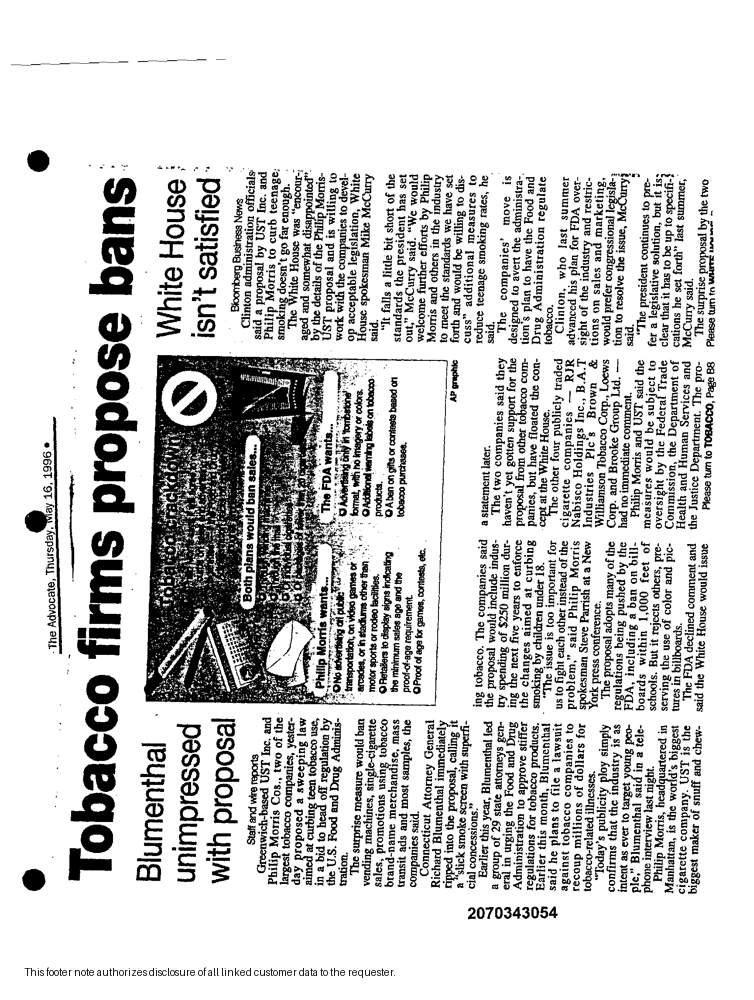 The Advocate, Thursday, May 16, 1996 •
Tobacco firms propose bans
Blumenthal
unimpressed
with proposal
Staff and wire reports
Greenwich-based UST Inc. and
Philip Morris Cos., two of the
largest tobacco companies, yester-
day proposed a sweeping law
aimed at curbing teen tobacco use,
in a bid to head off regulation by
the U.S. Food and Drug Adminis-
tration.
The surprise measure would ban
vending machines, single-cigarette
sales, promotions using tobacco
brand-name merchandise, mass
transit ads and most samples, the
companies said.
Connecticut Attorney General
Richard Blumenthal immediately
ripped into the proposal, calling it
a "slick smoke screen with superfi-
cial concessions."
Earlier this year, Blumenthal led
a group of 29 state attorneys gen-
eral in urging the Food and Drug
Administration to approve stiffer
regulations for tobacco products.
Earlier this month, Blumenthal
said he plans to file a lawsuit
against tobacco companies to
recoup millions of dollars for
tobacco-related illnesses.
"Today's publicity ploy simply
confirms that the industry is as
intent as ever to target young peo-
ple," Blumenthal said in a tele-
phone interview last night.
Philip Morris, headquartered in
Manhattan, is the world's biggest
cigarette company. UST is the
biggest maker of snuff and chew-
Tobacco crackdown
Both plans would ban sales...
Philip Morris wants...
No advertising on public
transportation, on video games or
arcades, or in stadiums other than
motor sports or rodeo facilities.
Retailers to display signs indicating
the minimum sales age and the
proof-of-age requirement.
Proof of age for games, contests, etc.
The FDA wants...
Advertising only in "tombstone"
format, with no imagery or colors.
Additional warning labels on tobacco
products.
A ban on gifts or contests based on
tobacco purchases.
AP graphic
ing tobacco. The companies said
the proposal would include indus-
try spending of $250 million dur-
ing the next five years to enforce
the changes aimed at curbing
smoking by children under 18.
"The issue is too important for
us to fight each other instead of the
problem," said Philip Morris
spokesman Steve Parrish at a New
York press conference.
The proposal adopts many of the
regulations being pushed by the
FDA, including a ban on bill-
boards within 1,000 feet of
schools. But it rejects others, pre-
serving the use of color and pic-
tures in billboards.
The FDA declined comment and
said the White House would issue
a statement later.
The two companies said they
haven't yet gotten support for the
proposal from other tobacco com-
panies, but have floated the con-
cept at the White House.
The other four publicly traded
cigarette companies — RJR
Nabisco Holdings Inc., B.A.T
Industries Plc's Brown &
Williamson Tobacco Corp., Loews
Corp. and Brooke Group Ltd. —
had no immediate comment.
Philip Morris and UST said the
measures would be subject to
oversight by the Federal Trade
Commission, the Department of
Health and Human Services and
the Justice Department. The pro-
Please turn to TOBACCO, Page B8
White House
isn't satisfied
Bloomberg Business News
Clinton administration officials
said a proposal by UST Inc. and
Philip Morris to curb teenage
smoking doesn't go far enough.
The White House was "encour-
aged and somewhat disappointed"
by the details of the Philip Morris-
UST proposal and is willing to
work with the companies to devel-
op acceptable legislation, White
House spokesman Mike McCurry
said.
"It falls a little bit short of the
standards the president has set
out," McCurry said. "We would
welcome further efforts by Philip
Morris and others in the industry
to meet the standards we have set
forth and would be willing to dis-
cuss" additional measures to
reduce teenage smoking rates, he
said.
The companies' move is
designed to avert the administra-
tion's plan to have the Food and
Drug Administration regulate
tobacco.
Clinton, who last summer
advanced his plan for FDA over-
sight of the industry and restric-
tions on sales and marketing,
would prefer congressional legisla-
tion to resolve the issue, McCurry
said.
"The president continues to pre-
fer a legislative solution, but it is
clear that it has to be up to specifi-
cations he set forth" last summer,
McCurry said.
The surprise proposal by the two
Please turn to WHITE
2070343054
This footer note authorizes disclosure of all linked customer data to the requester.